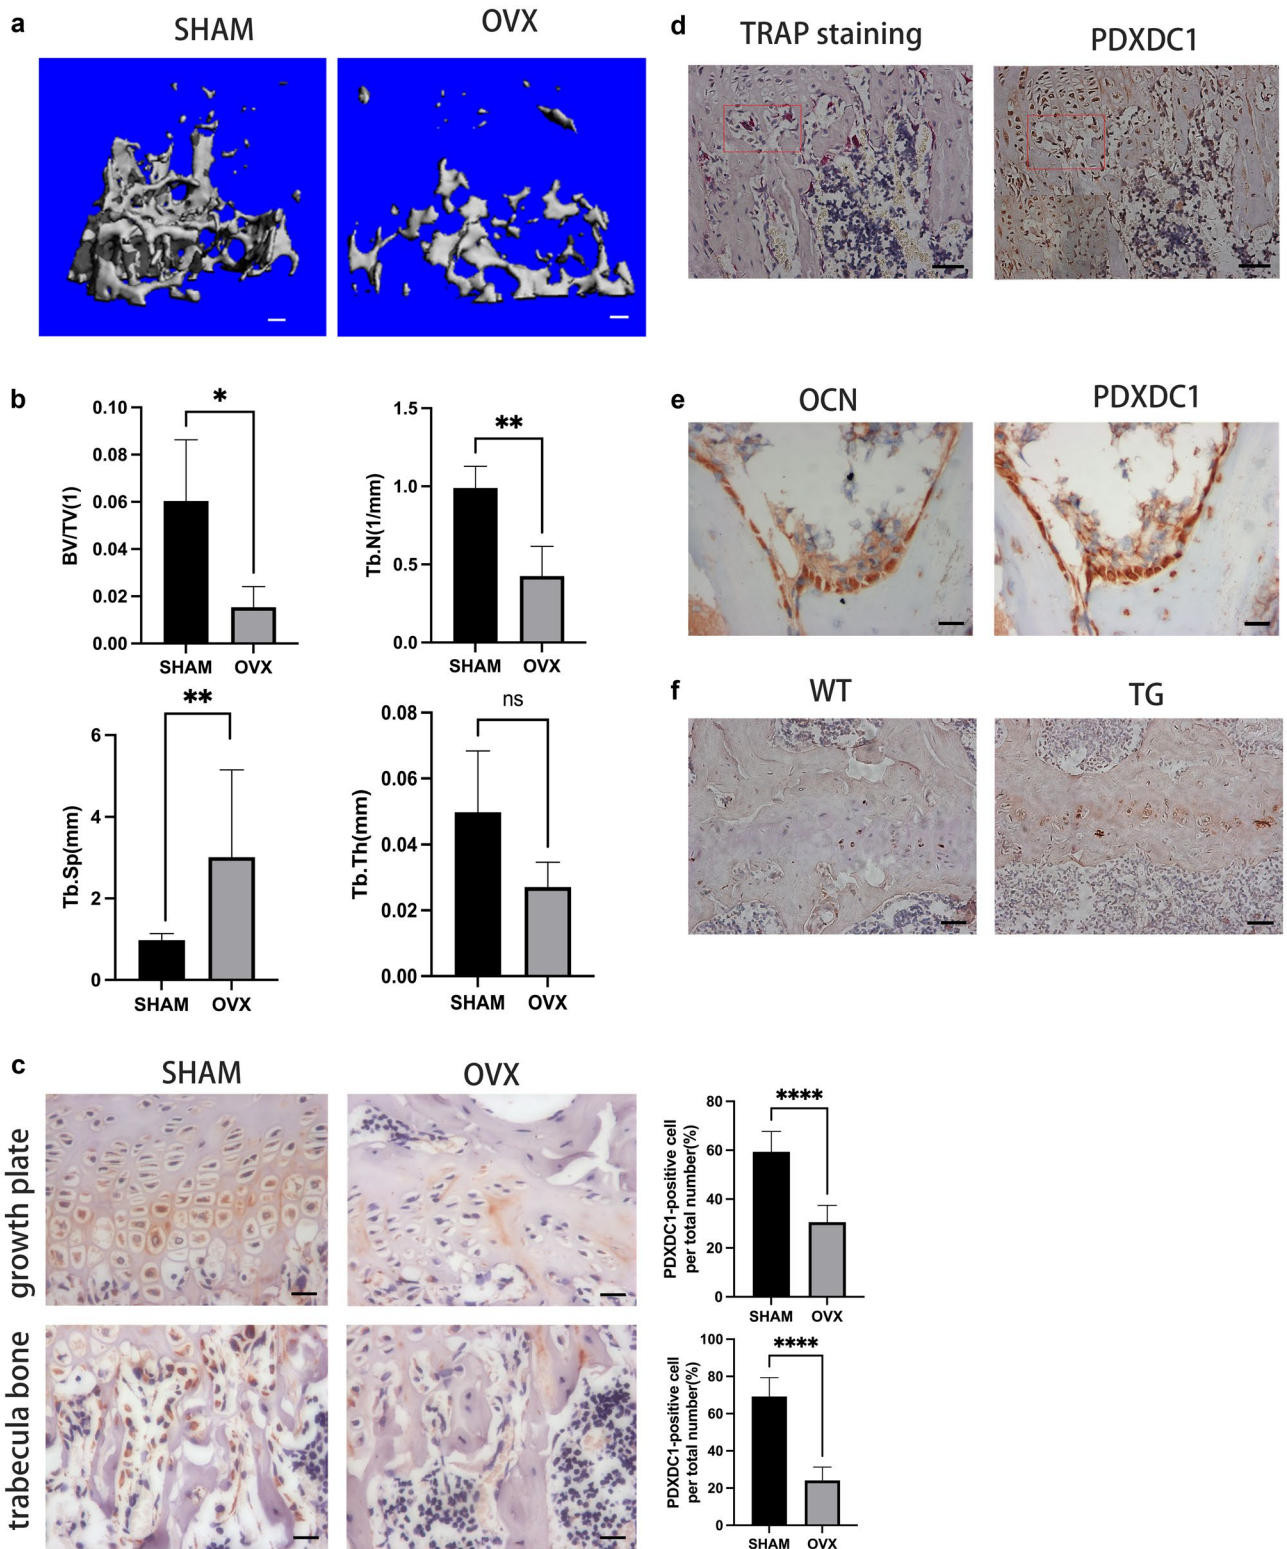 a
SHAM
OVX
b
0.10
0.08
0.06
0.04
0.02
0.00
BV/TV(1)
*
SHAM
OVX
1.5
1.0
0.5
0.0
Tb.N(1/mm)
**
SHAM
OVX
6
4
2
0
Tb.Sp(mm)
**
SHAM
OVX
0.08
0.06
0.04
0.02
0.00
Tb.Th(mm)
ns
SHAM
OVX
c
SHAM
OVX
growth plate
trabecula bone
80
60
40
20
0
PDXDC1-positive cell
per total number(%)
****
SHAM
OVX
100
80
60
40
20
0
PDXDC1-positive cell
per total number(%)
****
SHAM
OVX
d
TRAP staining
PDXDC1
e
OCN
PDXDC1
f
WT
TG